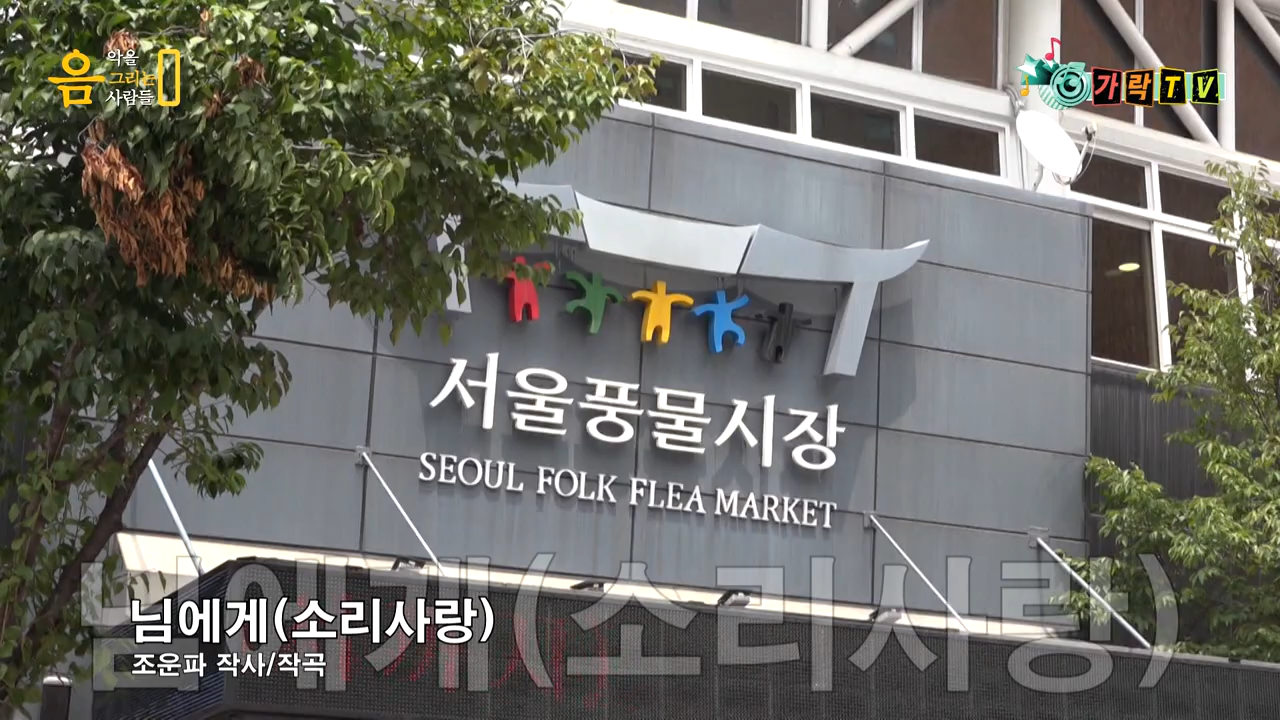 음
악을
그리는
사람들
가락TV
서울풍물시장
SEOUL FOLK FLEA MARKET
님에게(소리사랑)
님에게(소리사랑)
조운파 작사/작곡